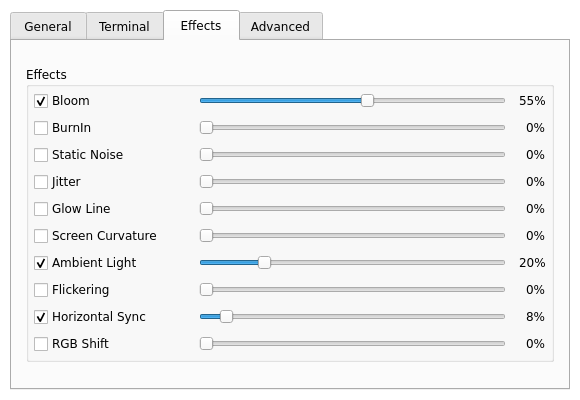 General Terminal Effects Advanced
Effects
Bloom 55%
BurnIn 0%
Static Noise 0%
Jitter 0%
Glow Line 0%
Screen Curvature 0%
Ambient Light 20%
Flickering 0%
Horizontal Sync 8%
RGB Shift 0%